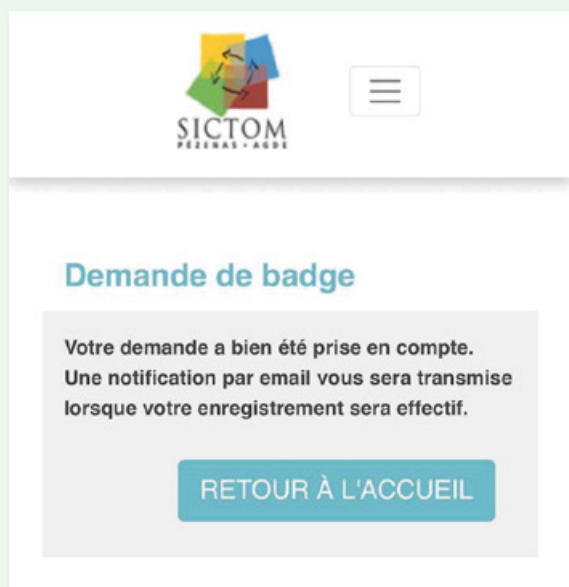 SICTOM
PÉZENAS • AGDE
Demande de badge
Votre demande a bien été prise en compte.
Une notification par email vous sera transmise
lorsque votre enregistrement sera effectif.
RETOUR À L'ACCUEIL